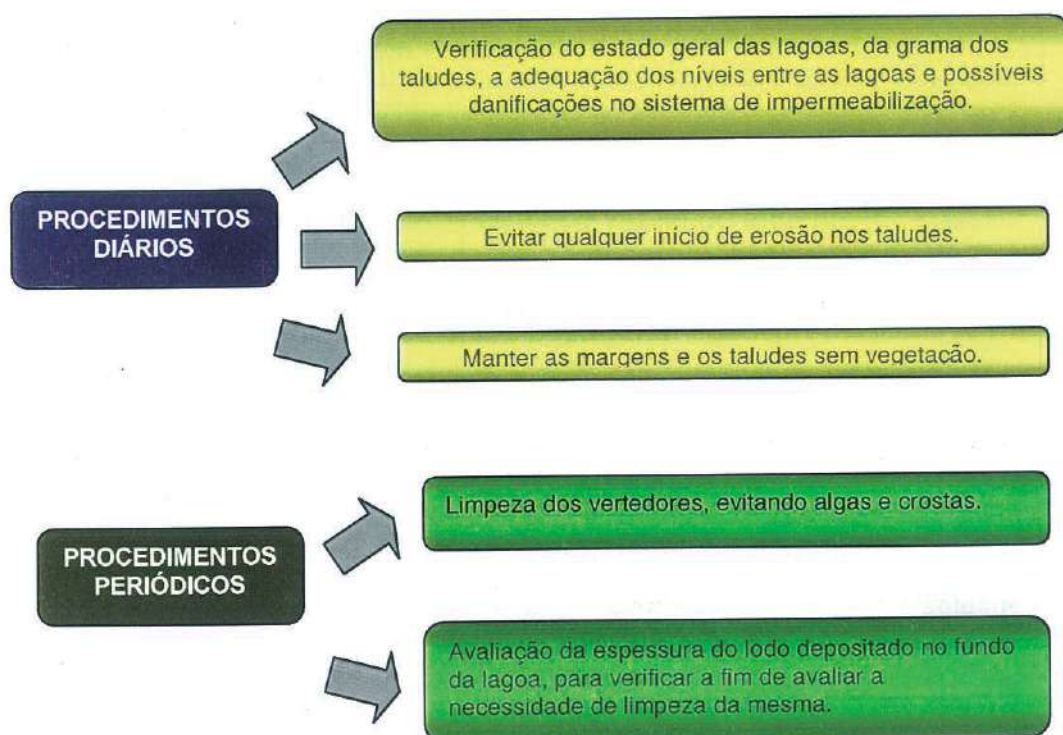 Verificação do estado geral das lagoas, da grama dos
taludes, a adequação dos níveis entre as lagoas e possíveis
danificações no sistema de impermeabilização.
PROCEDIMENTOS
DIÁRIOS
Evitar qualquer início de erosão nos taludes.
Manter as margens e os taludes sem vegetação.
Limpeza dos vertedores, evitando algas e crostas.
PROCEDIMENTOS
PERIÓDICOS
Avaliação da espessura do lodo depositado no fundo
da lagoa, para verificar a fim de avaliar a
necessidade de limpeza da mesma.